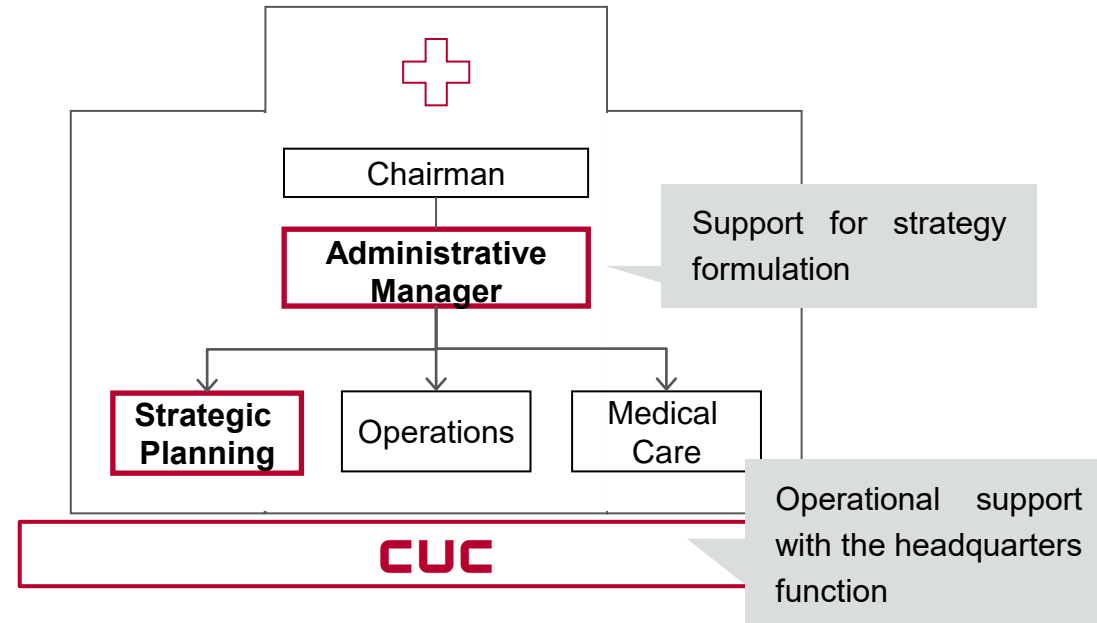 Chairman
Administrative
Manager
Support for strategy
formulation
Strategic
Planning
Operations
Medical
Care
CUC
Operational support
with the headquarters
function